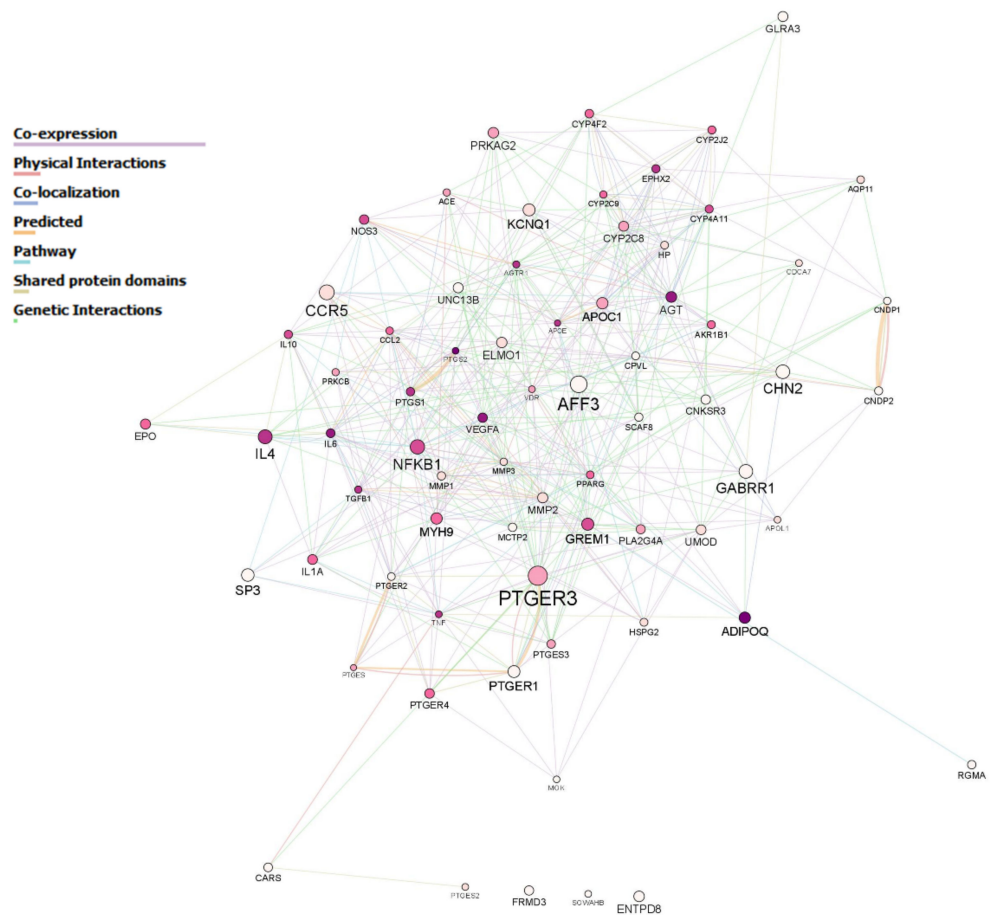 GLRA3
Co-expression
Physical Interactions
Co-localization
Predicted
Pathway
Shared protein domains
Genetic Interactions
CYP4F2
CYP2J2
PRKAG2
EPHX2
AQP11
ACE
CYP2C9
CYP4A11
KCNQ1
NOS3
CYP2C8
HP
CDCA7
AGTR1
UNC13B
CCR5
APOC1
AGT
CNDP1
IL10
CCL2
APOE
AKR1B1
PTGS2
ELMO1
CPVL
PRKCB
CHN2
PTGS1
VDR
AFF3
CNDP2
CNKSR3
EPO
VEGFA
SCAF8
IL4
IL6
NFKB1
MMP3
GABRR1
MMP1
PPARG
TGFB1
MMP2
APOL1
MYH9
MCTP2
GREM1
PLA2G4A
UMOD
IL1A
SP3
PTGER2
PTGER3
TNF
HSPG2
ADIPOQ
PTGES3
PTGES
PTGER1
PTGER4
RGMA
MOK
CARS
PTGES2
FRMD3
SOWAHB
ENTPD8